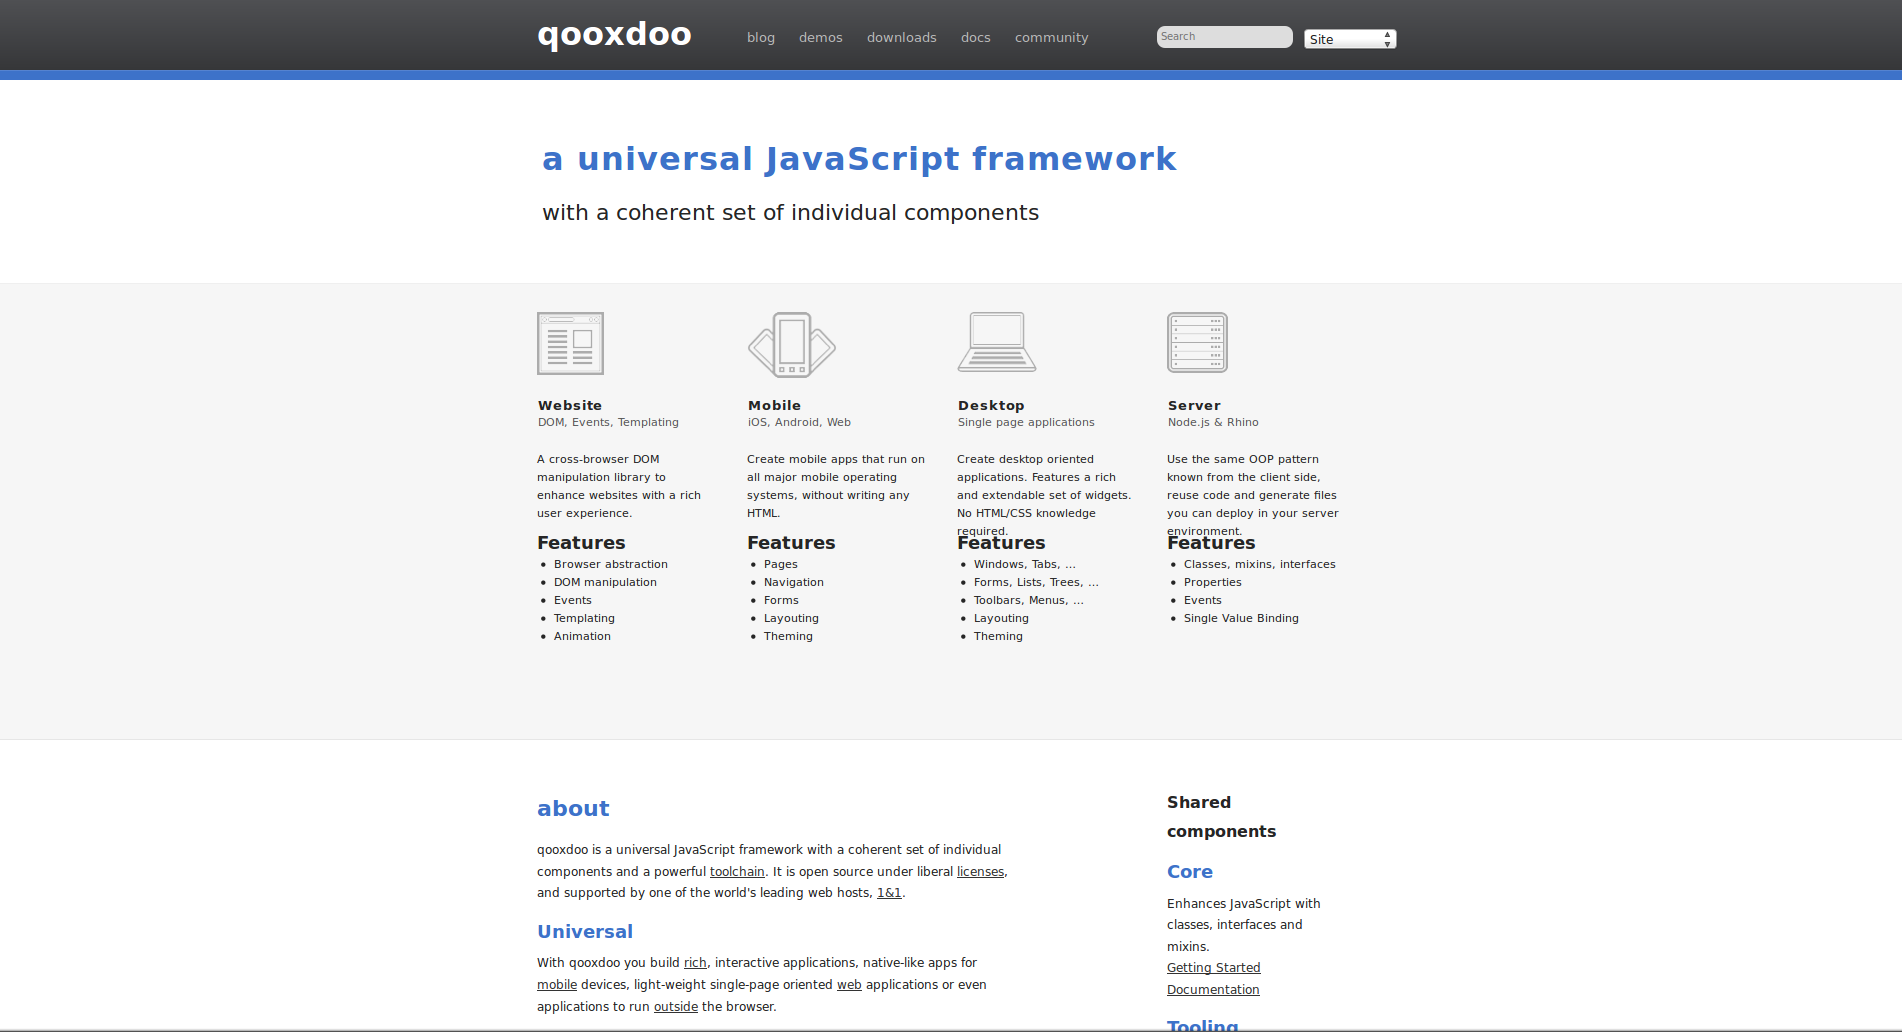 qooxdoo
blog demos downloads docs community
Search
Site
a universal JavaScript framework
with a coherent set of individual components
Website
DOM, Events, Templating
A cross-browser DOM
manipulation library to
enhance websites with a rich
user experience.
Features
Browser abstraction
DOM manipulation
Events
Templating
Animation
Mobile
iOS, Android, Web
Create mobile apps that run on
all major mobile operating
systems, without writing any
HTML.
Features
Pages
Navigation
Forms
Layouting
Theming
Desktop
Single page applications
Create desktop oriented
applications. Features a rich
and extendable set of widgets.
No HTML/CSS knowledge
required.
Features
Windows, Tabs, ...
Forms, Lists, Trees, ...
Toolbars, Menus, ...
Layouting
Theming
Server
Node.js & Rhino
Use the same OOP pattern
known from the client side,
reuse code and generate files
you can deploy in your server
environment.
Features
Classes, mixins, interfaces
Properties
Events
Single Value Binding
about
qooxdoo is a universal JavaScript framework with a coherent set of individual
components and a powerful toolchain. It is open source under liberal licenses,
and supported by one of the world's leading web hosts, 1&1.
Universal
With qooxdoo you build rich, interactive applications, native-like apps for
mobile devices, light-weight single-page oriented web applications or even
applications to run outside the browser.
Shared
components
Core
Enhances JavaScript with
classes, interfaces and
mixins.
Getting Started
Documentation
Tooling